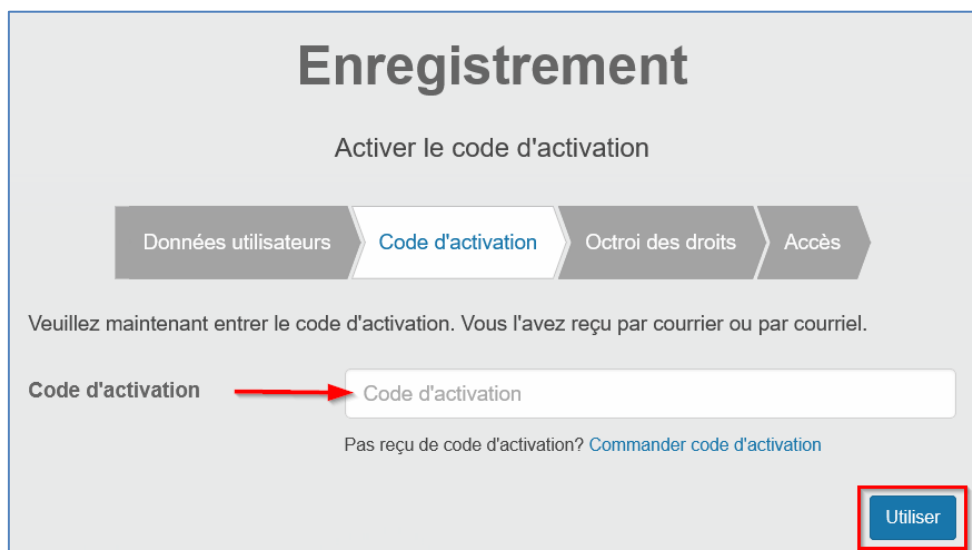 Enregistrement
Activer le code d'activation
Données utilisateurs Code d'activation Octroi des droits Accès
Veuillez maintenant entrer le code d'activation. Vous l'avez reçu par courrier ou par courriel.
Code d'activation Code d'activation
Pas reçu de code d'activation? Commander code d'activation
Utiliser